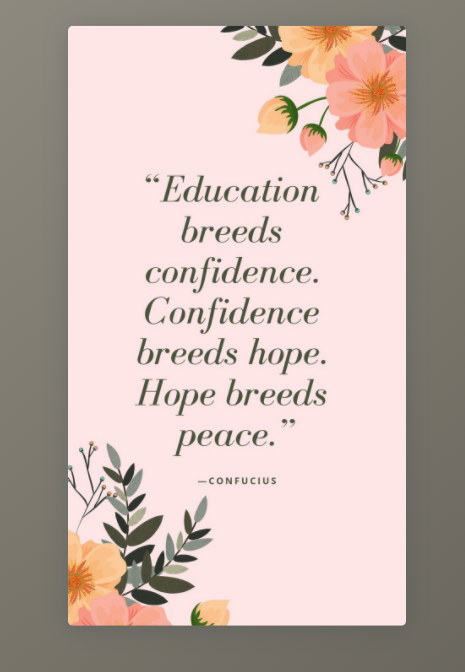 “Education
breeds
confidence.
Confidence
breeds hope.
Hope breeds
peace.”
—CONFUCIUS